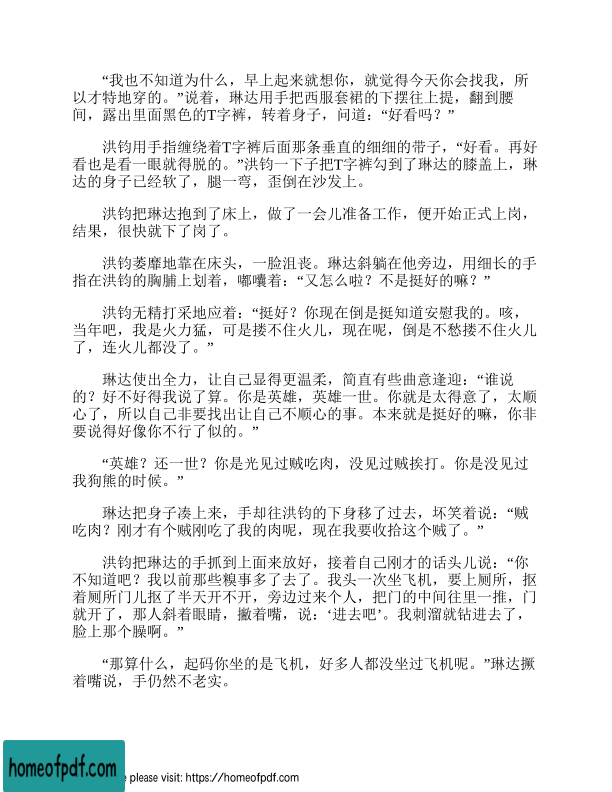 “我也不知道为什么，早上起来就想你，就觉得今天你会找我，所
以才特地穿的。”说着，琳达用手把西服套裙的下摆往上提，翻到腰
间，露出里面黑色的T字裤，转着身子，问道：“好看吗？”
洪钧用手指缠绕着T字裤后面那条垂直的细细的带子，“好看。再好
看也是看一眼就得脱的。”洪钧一下子把T字裤勾到了琳达的膝盖上，琳
达的身子已经软了，腿一弯，歪倒在沙发上。
洪钧把琳达抱到了床上，做了一会儿准备工作，便开始正式上岗，
结果，很快就下了岗了。
洪钧萎靡地靠在床头，一脸沮丧。琳达斜躺在他旁边，用细长的手
指在洪钧的胸脯上划着，嘟囔着：“又怎么啦？不是挺好的嘛？”
洪钧无精打采地应着：“挺好？你现在倒是挺知道安慰我的。咳，
当年吧，我是火力猛，可是搂不住火儿，现在呢，倒是不愁搂不住火儿
了，连火儿都没了。”
琳达使出全力，让自己显得更温柔，简直有些曲意逢迎：“谁说
的？好不好得我说了算。你是英雄，英雄一世。你就是太得意了，太顺
心了，所以自己非要找出让自己不顺心的事。本来就是挺好的嘛，你非
要说得好像你不行了似的。”
“英雄？还一世？你是光见过贼吃肉，没见过贼挨打。你是没见过
我狗熊的时候。”
琳达把身子凑上来，手却往洪钧的下身移了过去，坏笑着说：“贼
吃肉？刚才有个贼刚吃了我的肉呢，现在我要收拾这个贼了。”
洪钧把琳达的手抓到上面来放好，接着自己刚才的话头儿说：“你
不知道吧？我以前那些糗事多了去了。我头一次坐飞机，要上厕所，抠
着厕所门儿抠了半天开不开，旁边过来个人，把门的中间往里一推，门
就开了，那人斜着眼睛，撇着嘴，说：‘进去吧’。我刺溜就钻进去了，
脸上那个臊啊。”
“那算什么，起码你坐的是飞机，好多人都没坐过飞机呢。”琳达撅
着嘴说，手仍然不老实。
homeofpdf.com
e please visit: https://homeofpdf.com